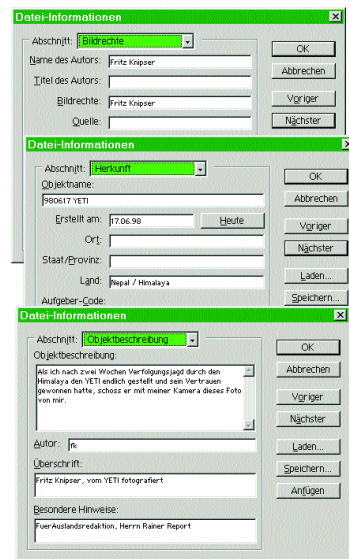 Datei-Informationen
Abschnitt: Bildrechte
OK
Name des Autors: Fritz Knipser
Abbrechen
Titel des Autors:
Bildrechte: Fritz Knipser
Voriger
Quelle:
Nächster
Datei-Informationen
Abschnitt: Herkunft
OK
Objektname:
980617 YETI
Abbrechen
Erstellt am: 17.06.98 Heute
Voriger
Ort:
Nächster
Staat/Provinz:
Land: Nepal / Himalaya
Laden...
Aufgeber-Code:
Speichern...
Datei-Informationen
Abschnitt: Objektbeschreibung
OK
Objektbeschreibung:
Abbrechen
Als ich nach zwei Wochen Verfolgungsjagd durch den
Himalaya den YETI endlich gestellt und sein Vertrauen
gewonnen hatte, schoss er mit meiner Kamera dieses Foto
von mir.
Voriger
Nächster
Autor: fk
Laden...
Überschrift:
Speichern...
Fritz Knipser, vom YETI fotografiert
Anfügen
Besondere Hinweise:
FuerAuslandsredaktion, Herrn Rainer Report